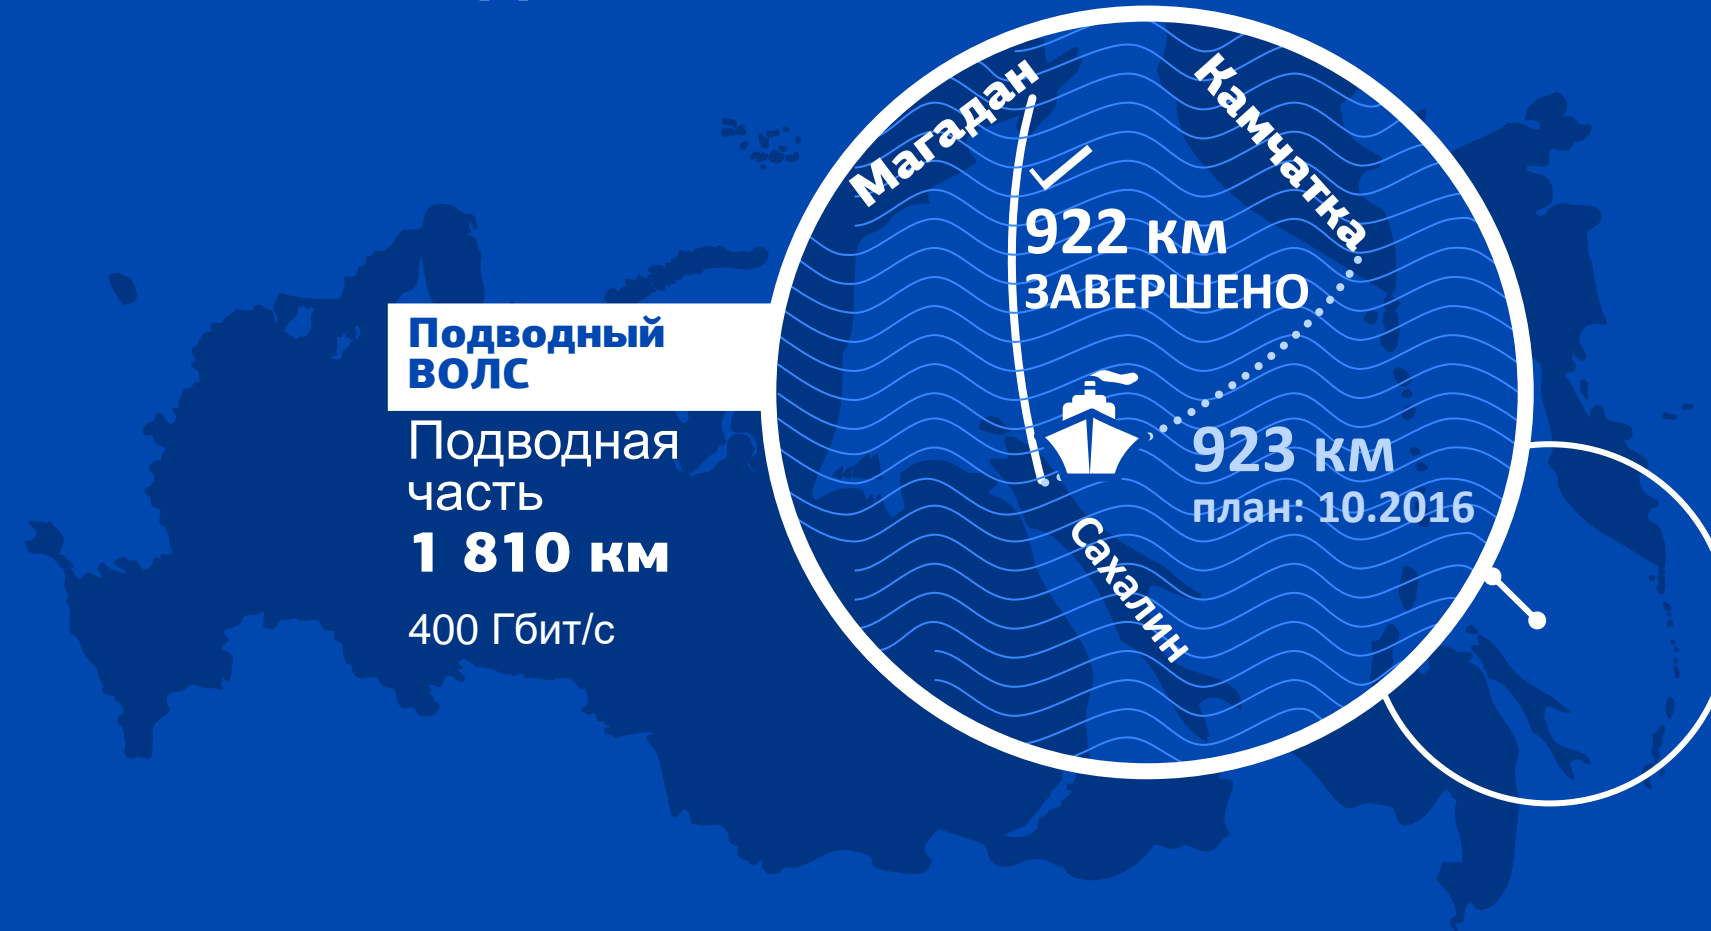 Подводный
ВОЛС
Подводная
часть
1 810 км
400 Гбит/с
Магадан
Камчатка
922 км
ЗАВЕРШЕНО
923 км
план: 10.2016
Сахалин